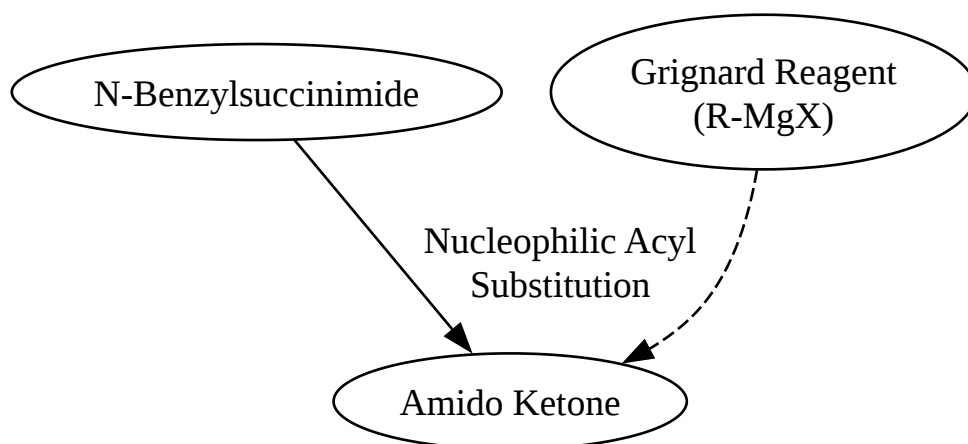 N-Benzylsuccinimide
Grignard Reagent
(R-MgX)
Nucleophilic Acyl
Substitution
Amido Ketone